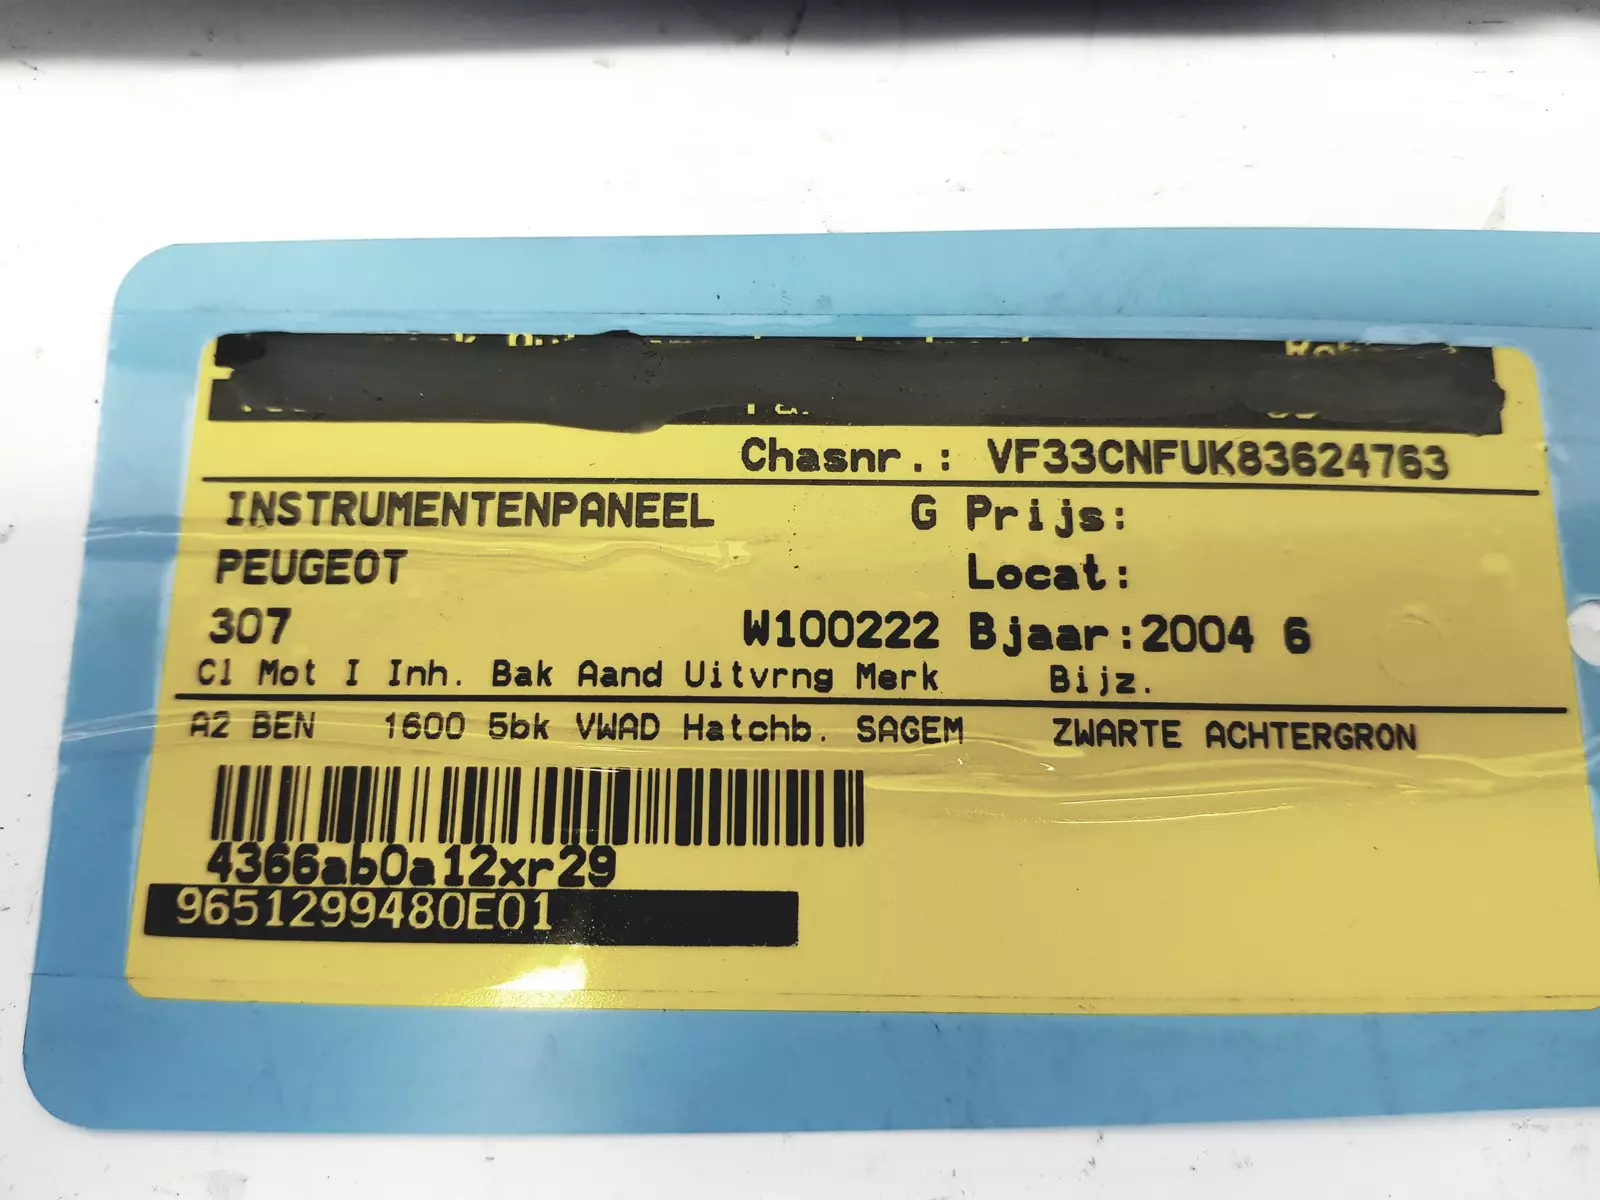 Chasnr.: VF33CNFUK83624763
INSTRUMENTENPANEEL G Prijs:
PEUGEOT Locat:
307 W100222 Bjaar:2004 6
Cl Mot I Inh. Bak Aand Uitvrng Merk Bijz.
A2 BEN 1600 5bk VWAD Hatchb. SAGEM ZWARTE ACHTERGRON
4366ab0a12xr29
9651299480E01